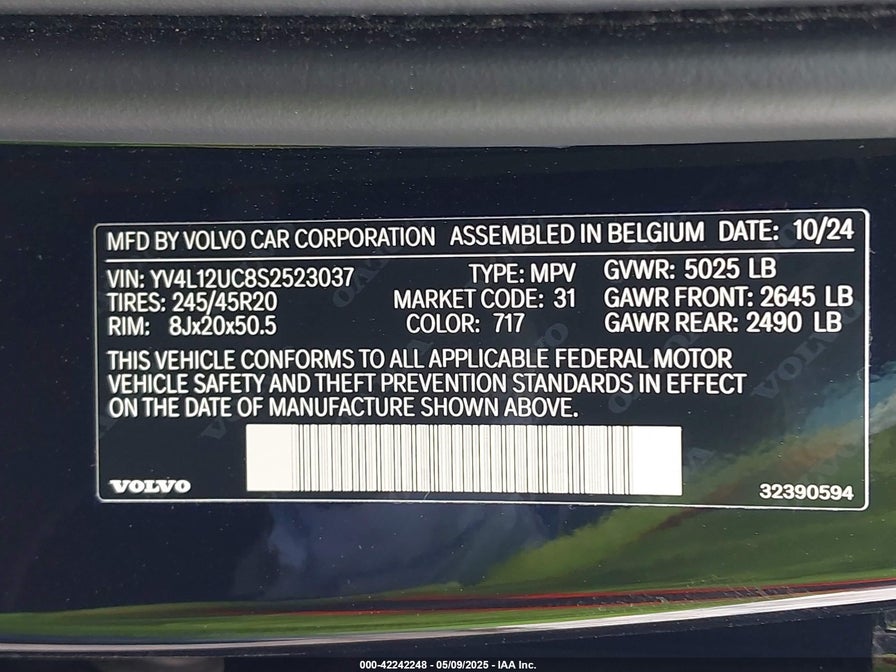 MFD BY VOLVO CAR CORPORATION ASSEMBLED IN BELGIUM DATE: 10/24
VIN: YV4L12UC8S2523037 TYPE: MPV GVWR: 5025 LB
TIRES: 245/45R20 MARKET CODE: 31 GAWR FRONT: 2645 LB
RIM: 8Jx20x50.5 COLOR: 717 GAWR REAR: 2490 LB
THIS VEHICLE CONFORMS TO ALL APPLICABLE FEDERAL MOTOR
VEHICLE SAFETY AND THEFT PREVENTION STANDARDS IN EFFECT
ON THE DATE OF MANUFACTURE SHOWN ABOVE.
VOLVO 32390594
000-42242248 - 05/09/2025 - IAA Inc.